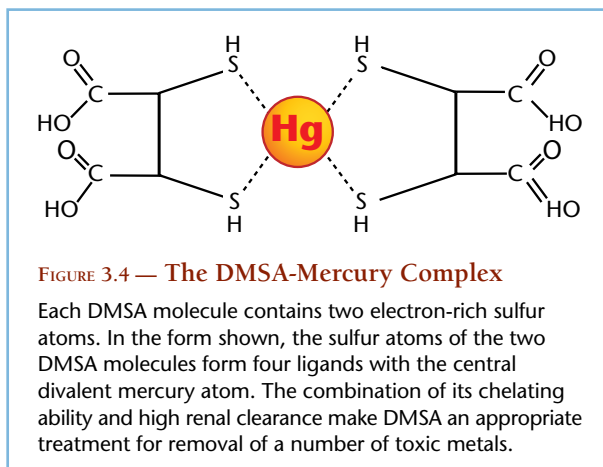 H H
O S S O
C C
HO Hg HO
O O
C C
HO S S HO
H H
FIGURE 3.4 — The DMSA-Mercury Complex
Each DMSA molecule contains two electron-rich sulfur
atoms. In the form shown, the sulfur atoms of the two
DMSA molecules form four ligands with the central
divalent mercury atom. The combination of its chelating
ability and high renal clearance make DMSA an appropriate
treatment for removal of a number of toxic metals.